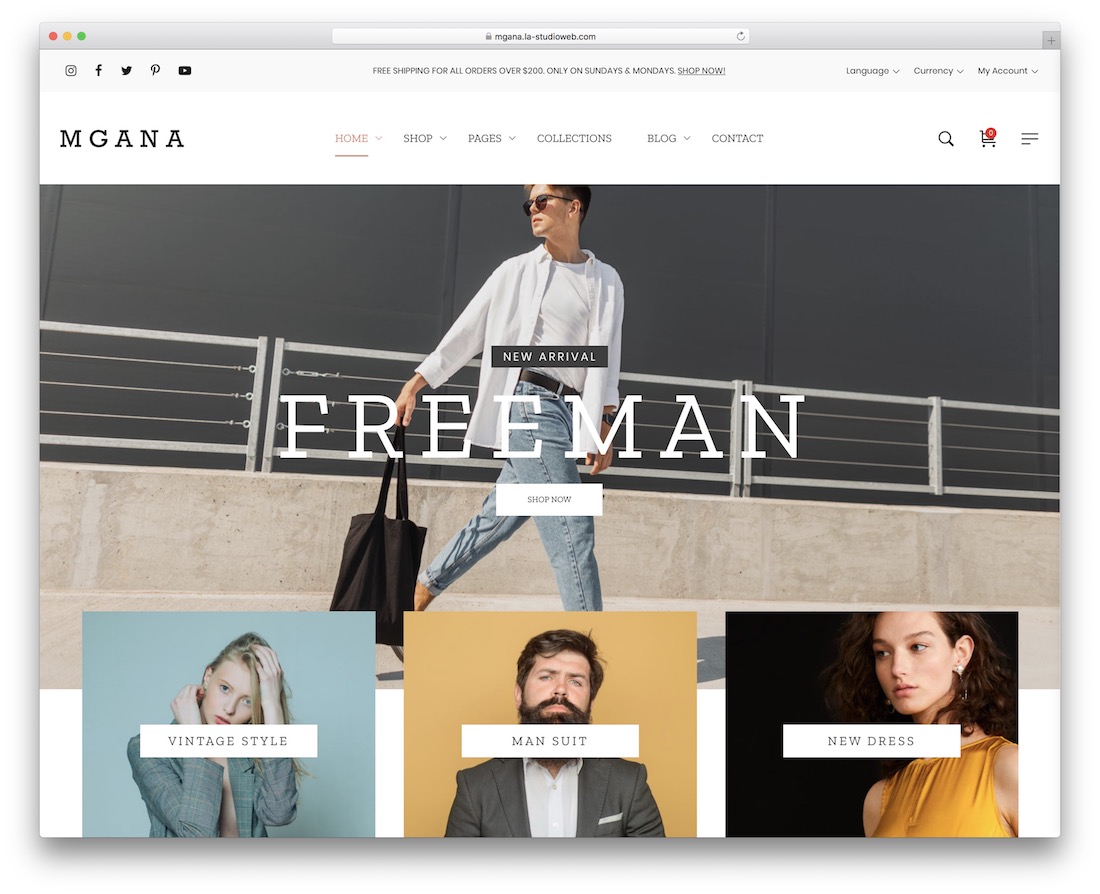 mgana.la-studioweb.com
FREE SHIPPING FOR ALL ORDERS OVER $200. ONLY ON SUNDAYS & MONDAYS. SHOP NOW!
Language Currency My Account
MGANA
HOME SHOP PAGES COLLECTIONS BLOG CONTACT
0
NEW ARRIVAL
FREEMAN
SHOP NOW
VINTAGE STYLE
MAN SUIT
NEW DRESS